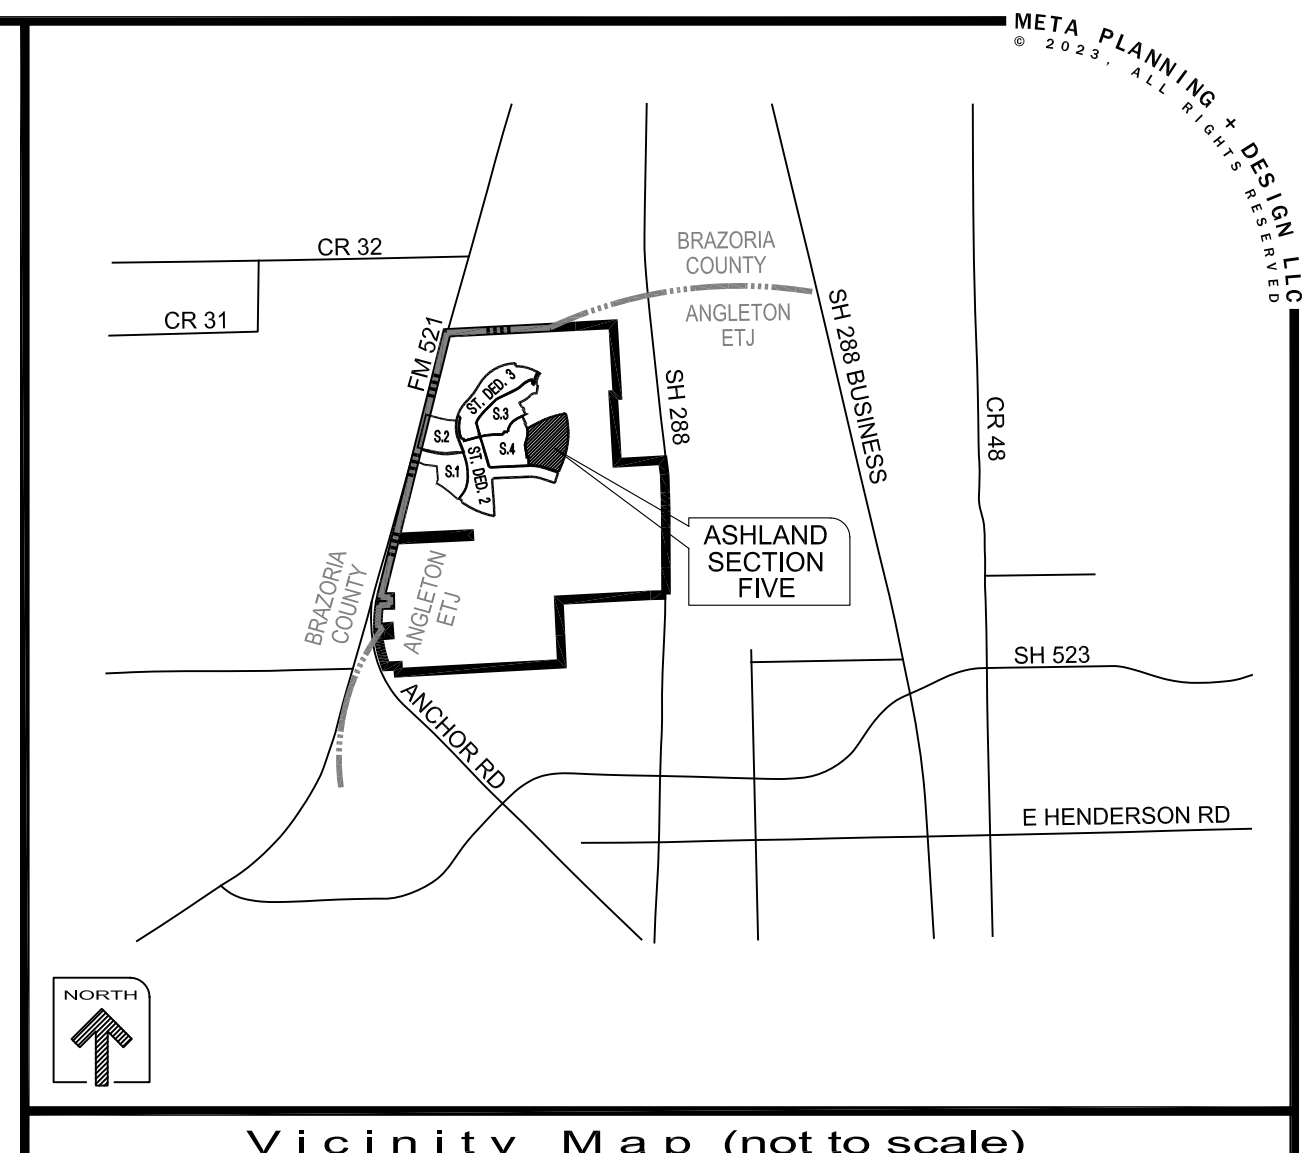 META PLANNING + DESIGN LLC
© 2023, ALL RIGHTS RESERVED
BRAZORIA
COUNTY
CR 32
ANGLETON
ETJ
CR 31
FM 521
SH 288 BUSINESS
SH 288
CR 48
ST. DED. 3
S.3
S.2
S.4
S.1
ST. DED. 2
ASHLAND
SECTION
FIVE
BRAZORIA
COUNTY
ANGLETON
ETJ
SH 523
ANCHOR RD
E HENDERSON RD
NORTH
Vicinity Map (not to scale)